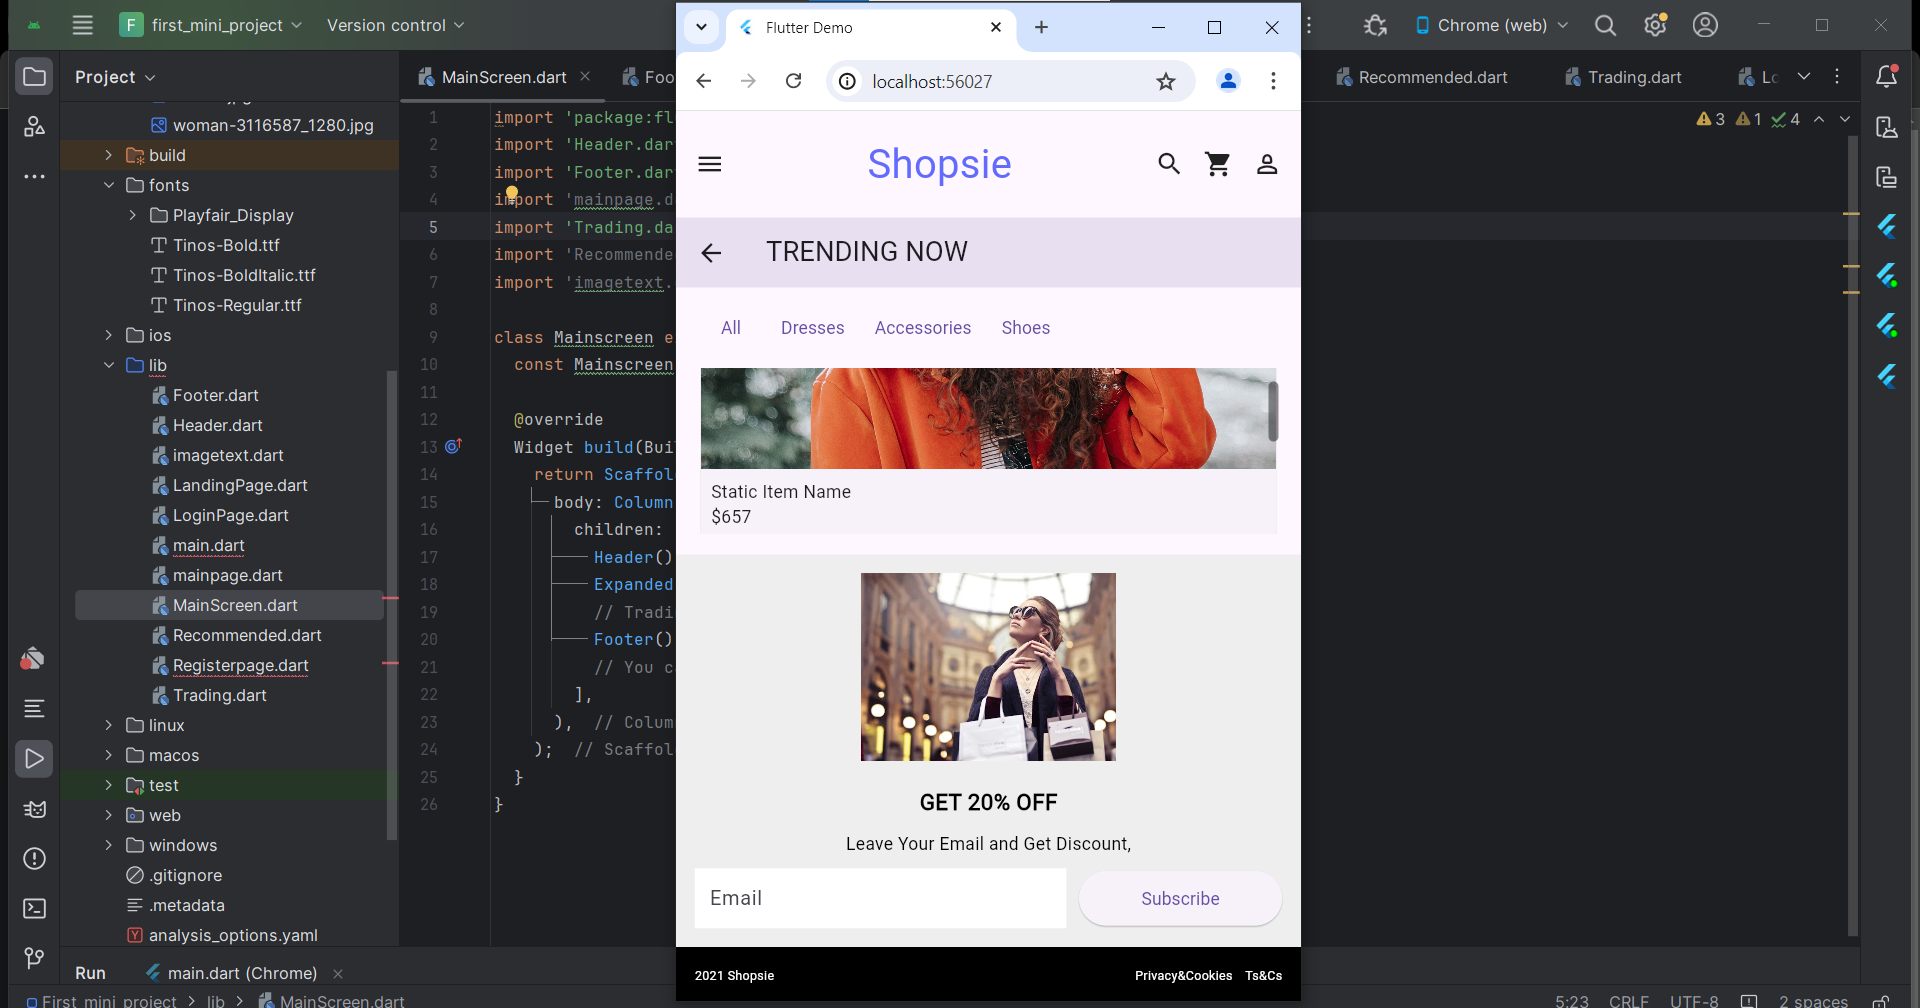 F first_mini_project Version control
Flutter Demo
Chrome (web)
Project
MainScreen.dart
Foo
localhost:56027
Recommended.dart
Trading.dart
Lo
woman-3116587_1280.jpg
build
fonts
Playfair_Display
Tinos-Bold.ttf
Tinos-BoldItalic.ttf
Tinos-Regular.ttf
ios
lib
Footer.dart
Header.dart
imagetext.dart
LandingPage.dart
LoginPage.dart
main.dart
mainpage.dart
MainScreen.dart
Recommended.dart
Registerpage.dart
Trading.dart
linux
macos
test
web
windows
.gitignore
.metadata
analysis_options.yaml
1 import 'package:fl
2 import 'Header.dar
3 import 'Footer.dar
4 import 'mainpage.d
5 import 'Trading.da
6 import 'Recommende
7 import 'imagetext.
8
9 class Mainscreen e
10 const Mainscreen
11
12 @override
13 Widget build(Bui
14 return Scaffol
15 body: Column
16 children:
17 Header()
18 Expanded
19 // Tradi
20 Footer()
21 // You c
22 ],
23 ), // Colum
24 ); // Scaffol
25 }
26 }
3 1 4
Shopsie
TRENDING NOW
All Dresses Accessories Shoes
Static Item Name
$657
GET 20% OFF
Leave Your Email and Get Discount,
Email
Subscribe
2021 Shopsie Privacy&Cookies Ts&Cs
Run main.dart (Chrome)
First_mini_project > lib > MainScreen.dart
5:23 CRLF UTF-8 2 spaces